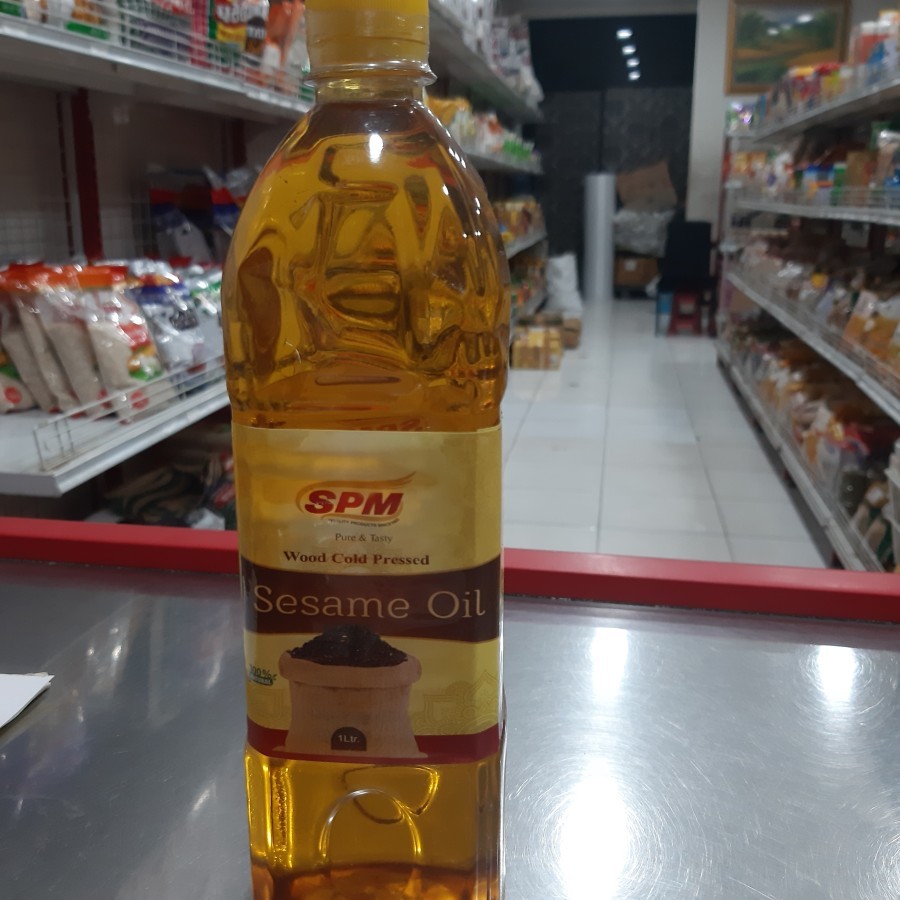 SPM
Pure & Tasty
Wood Cold Pressed
Sesame Oil
1Ltr.